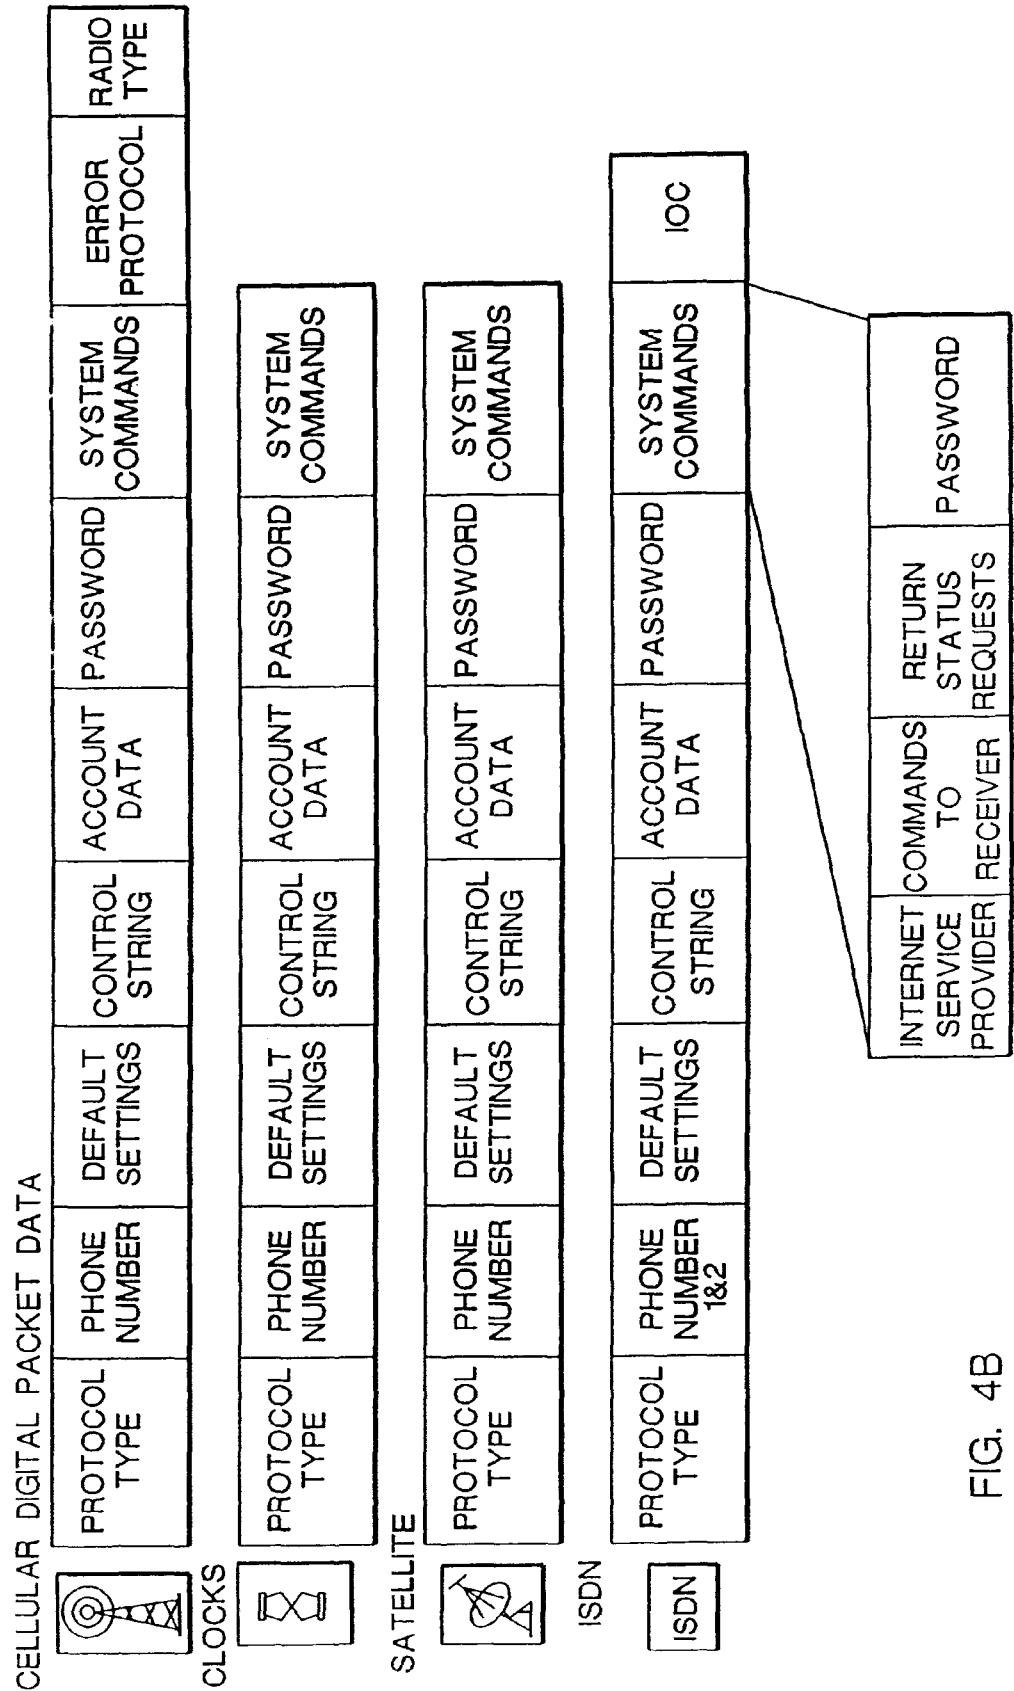 CELLULAR DIGITAL PACKET DATA
PROTOCOL
TYPE
PHONE
NUMBER
DEFAULT
SETTINGS
CONTROL
STRING
ACCOUNT
DATA
PASSWORD
SYSTEM
COMMANDS
ERROR
PROTOCOL
RADIO
TYPE
CLOCKS
PROTOCOL
TYPE
PHONE
NUMBER
DEFAULT
SETTINGS
CONTROL
STRING
ACCOUNT
DATA
PASSWORD
SYSTEM
COMMANDS
SATELLITE
PROTOCOL
TYPE
PHONE
NUMBER
DEFAULT
SETTINGS
CONTROL
STRING
ACCOUNT
DATA
PASSWORD
SYSTEM
COMMANDS
ISDN
ISDN
PROTOCOL
TYPE
PHONE
NUMBER
1&2
DEFAULT
SETTINGS
CONTROL
STRING
ACCOUNT
DATA
PASSWORD
SYSTEM
COMMANDS
IOC
INTERNET
SERVICE
PROVIDER
COMMANDS
TO
RECEIVER
RETURN
STATUS
REQUESTS
PASSWORD
FIG. 4B